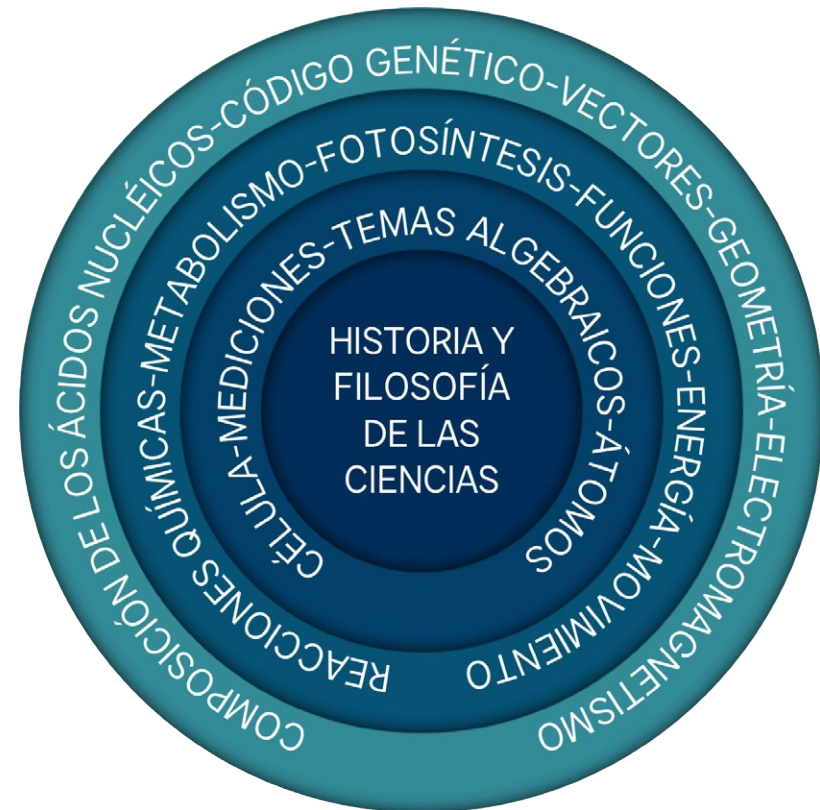 COMPOSICIÓN DE LOS ÁCIDOS NUCLÉICOS-CÓDIGO GENÉTICO-VECTORES-GEOMETRÍA-ELECTROMAGNETISMO
REACCIONES QUÍMICAS-METABOLISMO-FOTOSÍNTESIS-FUNCIONES-ENERGÍA-MOVIMIENTO
CÉLULA-MEDICIONES-TEMAS ALGEBRAICOS-ÁTOMOS
HISTORIA Y
FILOSOFÍA
DE LAS
CIENCIAS